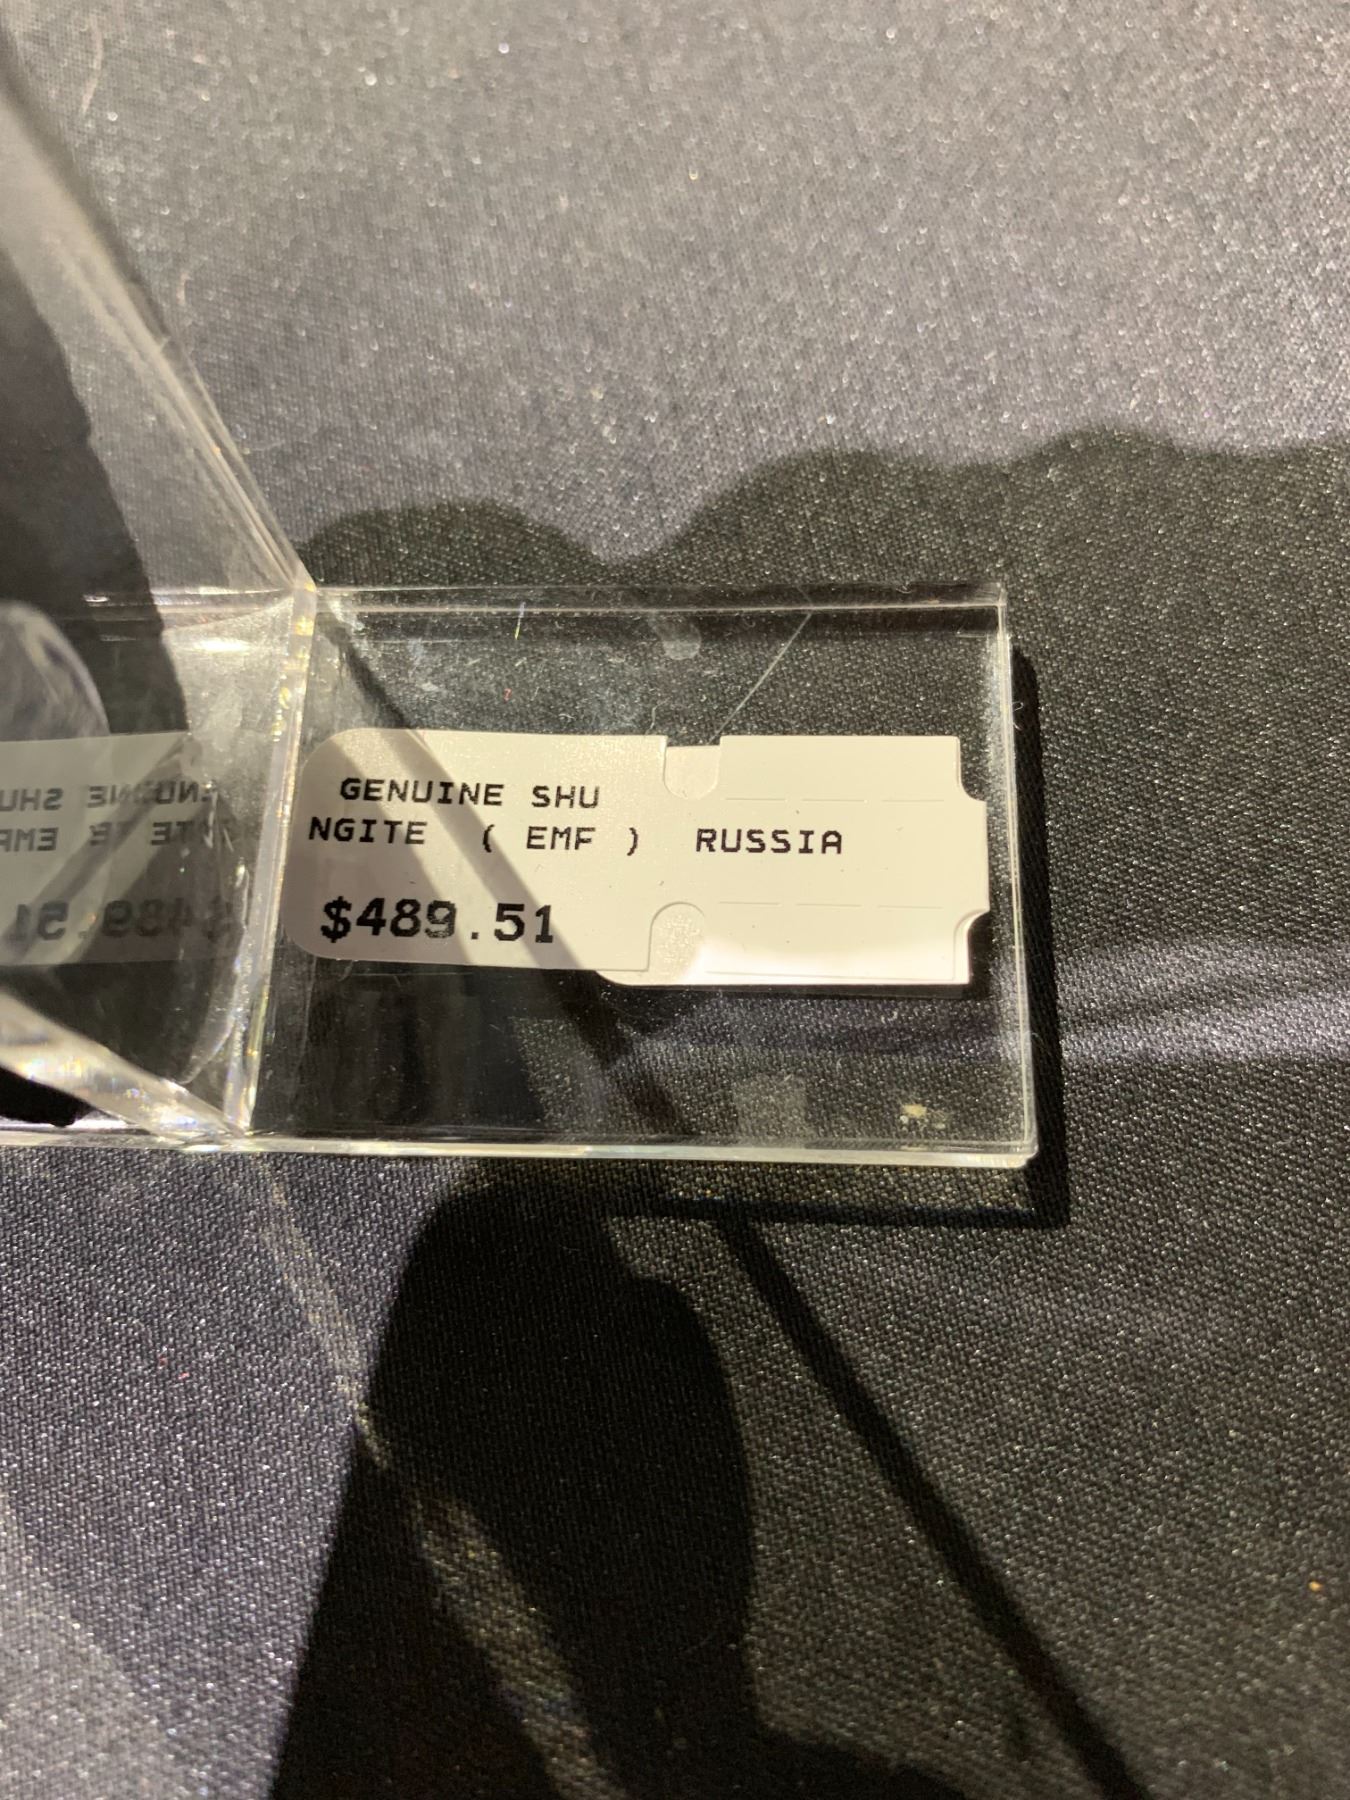 GENUINE SHU
NGITE ( EMF ) RUSSIA
$489.51